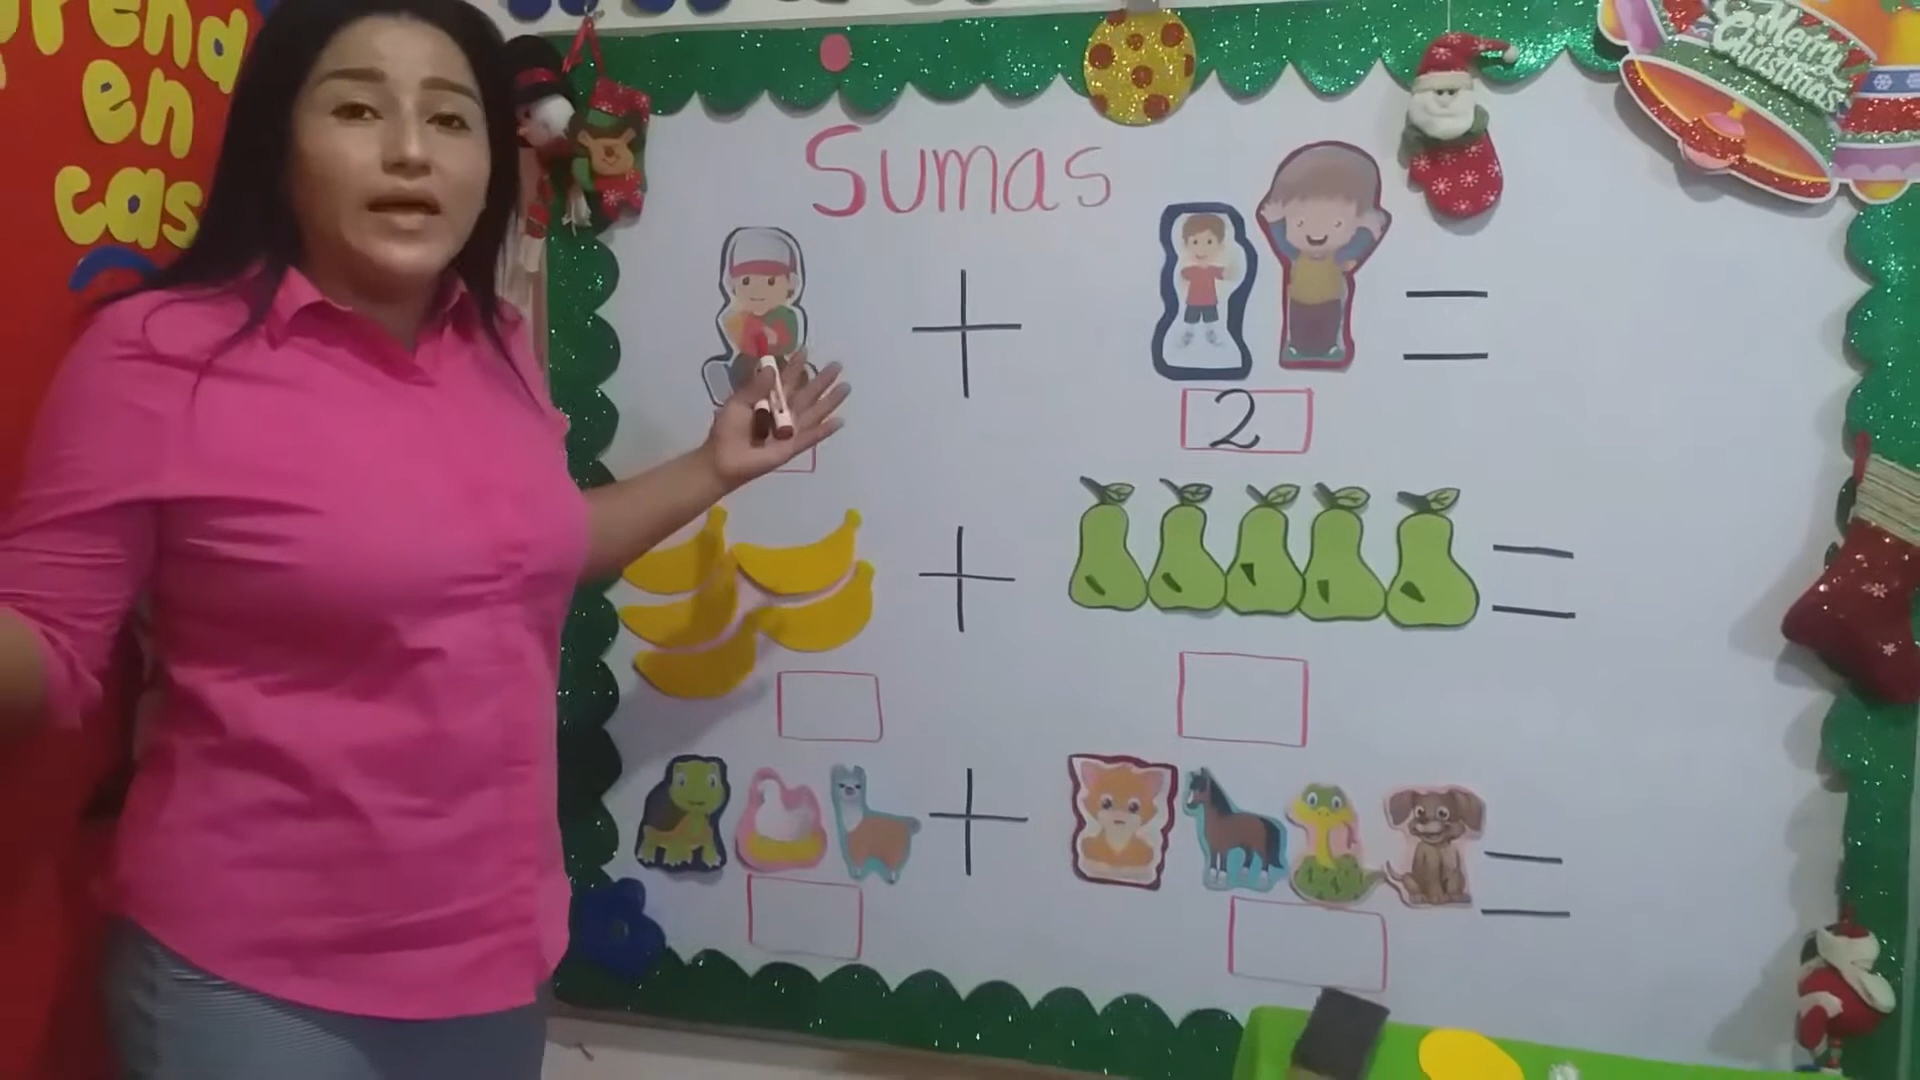 en
cas
Merry
Christmas
Sumas
+ =
2
+ =
+ =